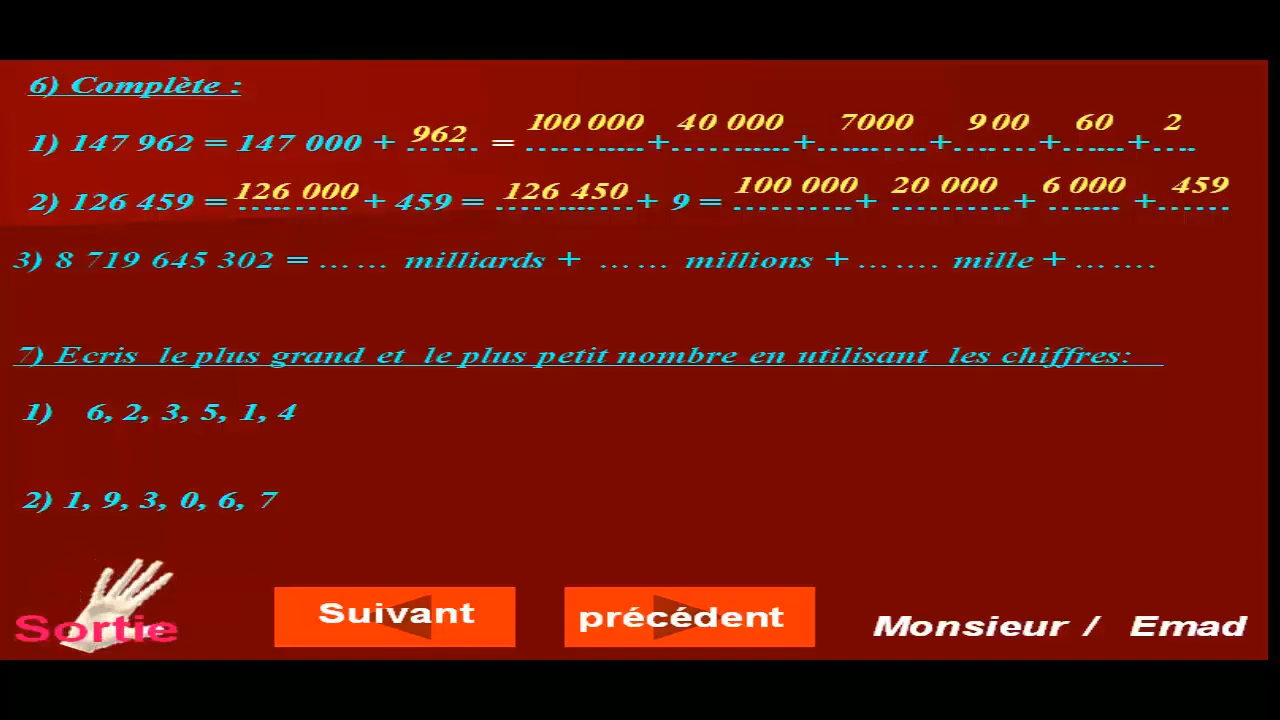 6) Complète :
1) 147 962 = 147 000 + 962 = 100 000 + 40 000 + 7000 + 900 + 60 + 2
2) 126 459 = 126 000 + 459 = 126 450 + 9 = 100 000 + 20 000 + 6 000 + 459
3) 8 719 645 302 = ...... milliards + ...... millions + ....... mille + .......
7) Ecris le plus grand et le plus petit nombre en utilisant les chiffres:
1) 6, 2, 3, 5, 1, 4
2) 1, 9, 3, 0, 6, 7
Sortie
Suivant
précédent
Monsieur / Emad